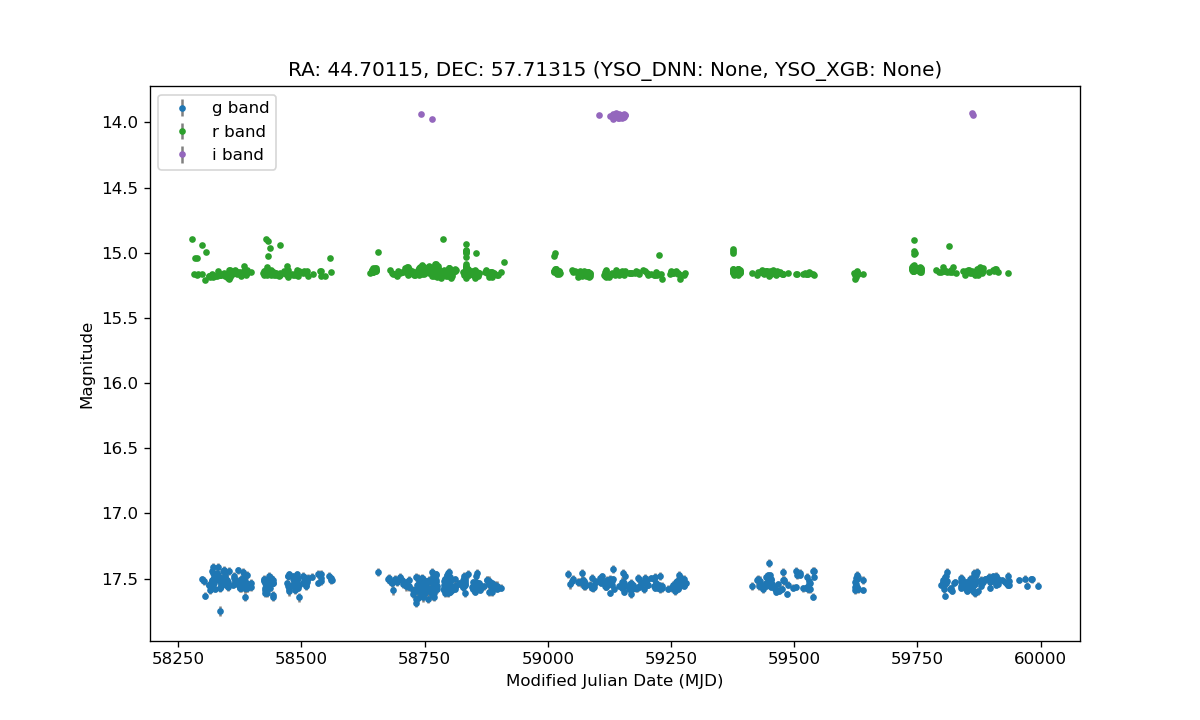 RA: 44.70115, DEC: 57.71315 (YSO_DNN: None, YSO_XGB: None)
g band
r band
i band
14.0
14.5
15.0
15.5
16.0
16.5
17.0
17.5
Magnitude
58250
58500
58750
59000
59250
59500
59750
60000
Modified Julian Date (MJD)